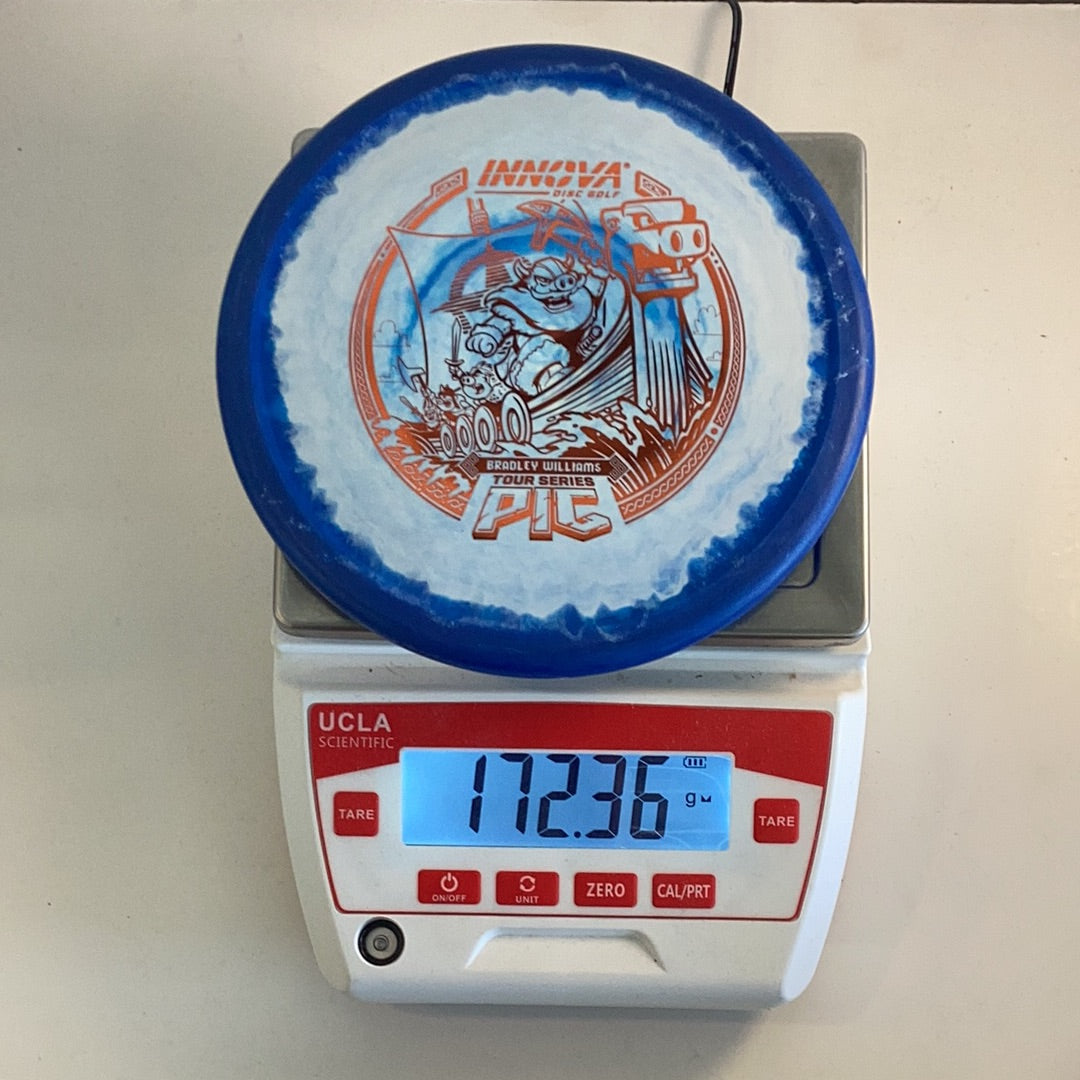 INNOVA®
DISC GOLF
BRADLEY WILLIAMS
TOUR SERIES
PIG
UCLA
SCIENTIFIC
172.36
g
TARE
TARE
ON/OFF
UNIT
ZERO
CAL/PRT